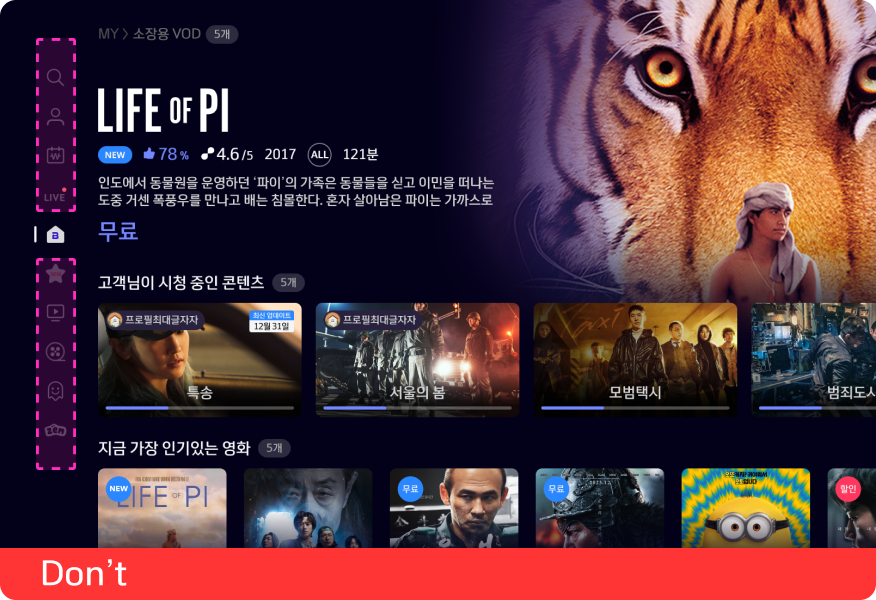 MY > 소장용 VOD 5개
LIFE OF PI
NEW 78% 4.6/5 2017 ALL 121분
인도에서 동물원을 운영하던 '파이'의 가족은 동물들을 싣고 이민을 떠나는
도중 거센 폭풍우를 만나고 배는 침몰한다. 혼자 살아남은 파이는 가까스로
LIVE
무료
고객님이 시청 중인 콘텐츠 5개
프로필최대글자자
최신 업데이트
12월 31일
프로필최대글자자
특송
서울의 봄
모범택시
범죄도시
지금 가장 인기있는 영화 5개
NEW
LIFE OF PI
무료
무료
할인
Don't